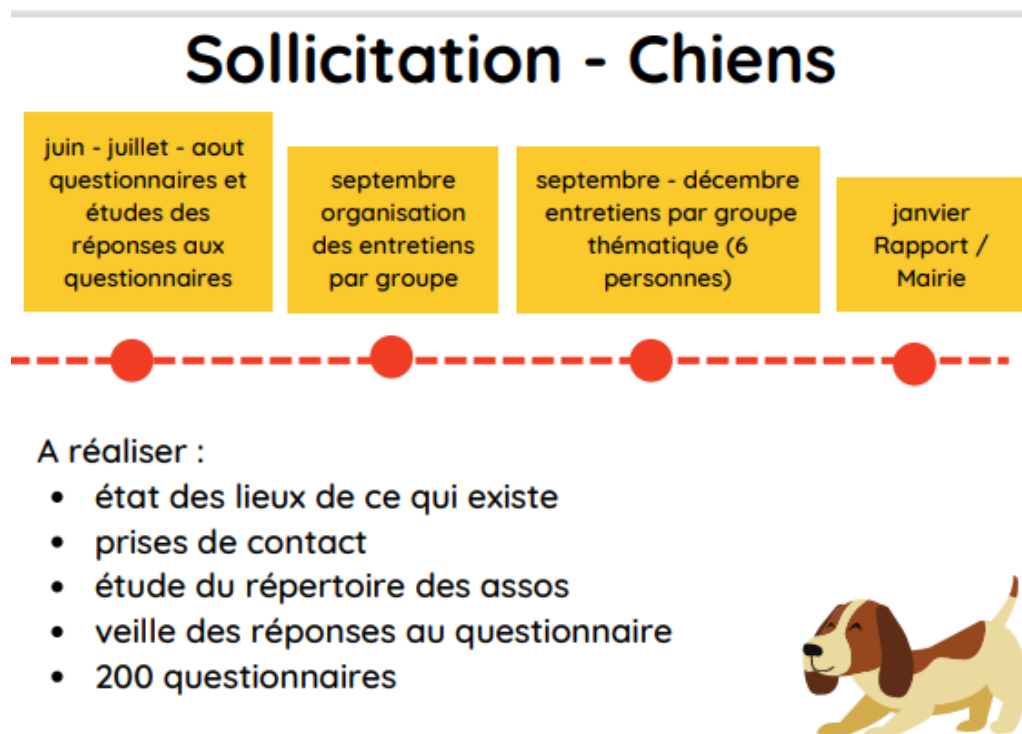 Sollicitation - Chiens
juin - juillet - aout
questionnaires et
études des
réponses aux
questionnaires
septembre
organisation
des entretiens
par groupe
septembre - décembre
entretiens par groupe
thématique (6
personnes)
janvier
Rapport /
Mairie
A réaliser :
• état des lieux de ce qui existe
• prises de contact
• étude du répertoire des assos
• veille des réponses au questionnaire
• 200 questionnaires